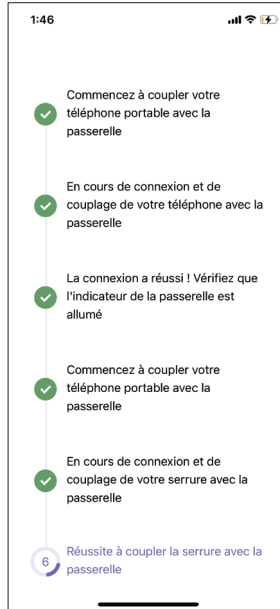 1:46
Commencez à coupler votre
téléphone portable avec la
passerelle
En cours de connexion et de
couplage de votre téléphone avec la
passerelle
La connexion a réussi ! Vérifiez que
l'indicateur de la passerelle est
allumé
Commencez à coupler votre
téléphone portable avec la
passerelle
En cours de connexion et de
couplage de votre serrure avec la
passerelle
6
Réussite à coupler la serrure avec la
passerelle